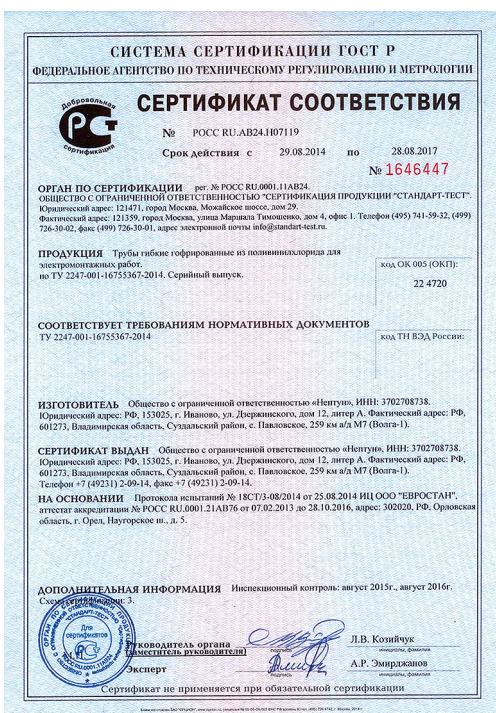 СИСТЕМА СЕРТИФИКАЦИИ ГОСТ Р
ФЕДЕРАЛЬНОЕ АГЕНТСТВО ПО ТЕХНИЧЕСКОМУ РЕГУЛИРОВАНИЮ И МЕТРОЛОГИИ
Добровольная
РСТ
сертификация
СЕРТИФИКАТ СООТВЕТСТВИЯ
№ РОСС RU.АВ24.Н07119
Срок действия с 29.08.2014 по 28.08.2017
№ 1646447
ОРГАН ПО СЕРТИФИКАЦИИ рег. № РОСС RU.0001.11АВ24.
ОБЩЕСТВО С ОГРАНИЧЕННОЙ ОТВЕТСТВЕННОСТЬЮ "СЕРТИФИКАЦИЯ ПРОДУКЦИИ "СТАНДАРТ-ТЕСТ".
Юридический адрес: 121471, город Москва, Можайское шоссе, дом 29.
Фактический адрес: 121359, город Москва, улица Маршала Тимошенко, дом 4, офис 1. Телефон (495) 741-59-32, (499)
726-30-02, факс (499) 726-30-01, адрес электронной почты info@standart-test.ru.
ПРОДУКЦИЯ Трубы гибкие гофрированные из поливинилхлорида для
электромонтажных работ.
по ТУ 2247-001-16755367-2014. Серийный выпуск.
код ОК 005 (ОКП):
22 4720
СООТВЕТСТВУЕТ ТРЕБОВАНИЯМ НОРМАТИВНЫХ ДОКУМЕНТОВ
ТУ 2247-001-16755367-2014
код ТН ВЭД России:
ИЗГОТОВИТЕЛЬ Общество с ограниченной ответственностью «Нептун», ИНН: 3702708738.
Юридический адрес: РФ, 153025, г. Иваново, ул. Дзержинского, дом 12, литер А. Фактический адрес: РФ,
601273, Владимирская область, Суздальский район, с. Павловское, 259 км а/д М7 (Волга-1).
СЕРТИФИКАТ ВЫДАН Общество с ограниченной ответственностью «Нептун», ИНН: 3702708738.
Юридический адрес: РФ, 153025, г. Иваново, ул. Дзержинского, дом 12, литер А. Фактический адрес: РФ,
601273, Владимирская область, Суздальский район, с. Павловское, 259 км а/д М7 (Волга-1).
Телефон +7 (49231) 2-09-14, факс +7 (49231) 2-09-14.
НА ОСНОВАНИИ Протокола испытаний № 18СТ/3-08/2014 от 25.08.2014 ИЦ ООО "ЕВРОСТАН",
аттестат аккредитации № РОСС RU.0001.21АВ76 от 07.02.2013 до 28.10.2016, адрес: 302020, РФ, Орловская
область, г. Орел, Наугорское ш., д. 5.
ДОПОЛНИТЕЛЬНАЯ ИНФОРМАЦИЯ Инспекционный контроль: август 2015г., август 2016г.
Схема сертификации: 3.
"СТАНДАРТ-ТЕСТ"
Для
сертификатов
Руководитель органа
(заместитель руководителя)
подпись
Л.В. Козийчук
инициалы, фамилия
Эксперт
подпись
А.Р. Эмирджанов
инициалы, фамилия
Сертификат не применяется при обязательной сертификации